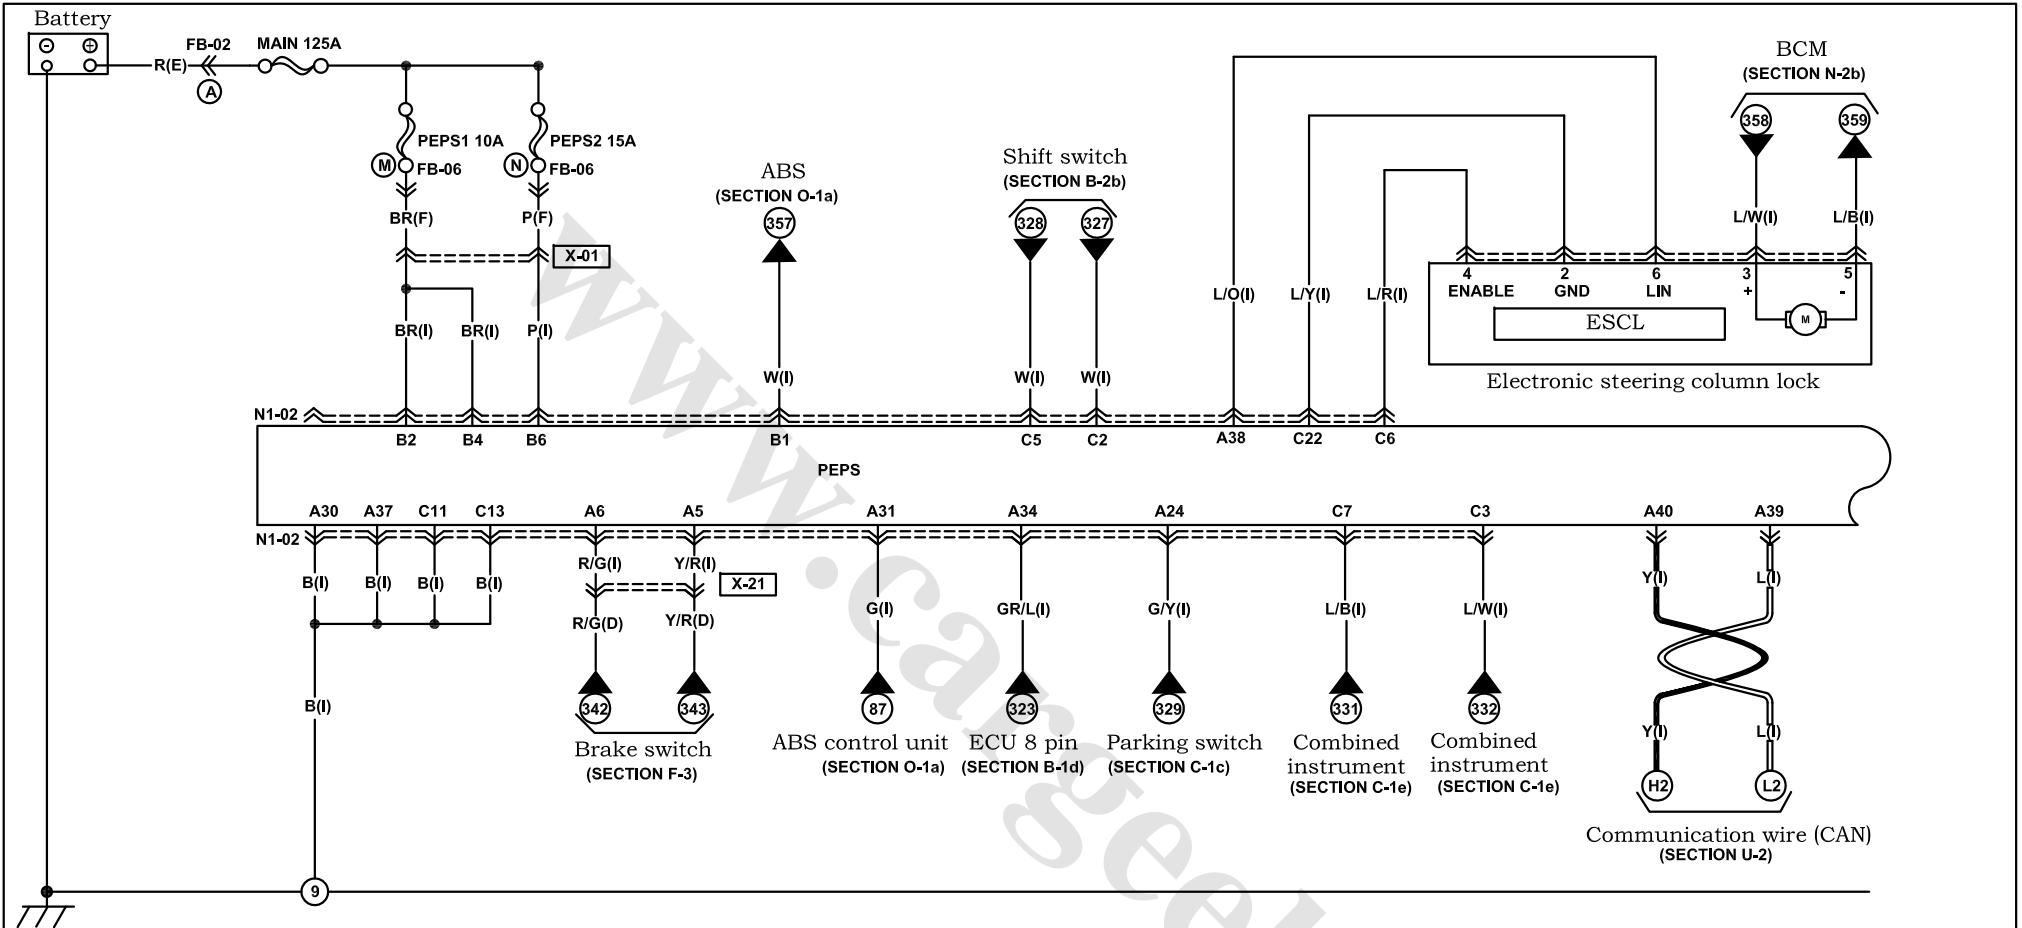 Battery
- +
R(E)
FB-02
A
MAIN 125A
PEPS1 10A
M
FB-06
PEPS2 15A
N
FB-06
BR(F)
P(F)
X-01
BR(I)
BR(I)
P(I)
ABS
(SECTION O-1a)
357
W(I)
Shift switch
(SECTION B-2b)
328
327
W(I)
W(I)
L/O(I)
L/Y(I)
L/R(I)
BCM
(SECTION N-2b)
358
359
L/W(I)
L/B(I)
4
2
6
3
5
ENABLE
GND
LIN
+
-
ESCL
M
Electronic steering column lock
N1-02
B2
B4
B6
B1
C5
C2
A38
C22
C6
PEPS
A30
A37
C11
C13
A6
A5
A31
A34
A24
C7
C3
A40
A39
N1-02
B(I)
B(I)
B(I)
B(I)
B(I)
R/G(I)
Y/R(I)
X-21
R/G(D)
Y/R(D)
G(I)
GR/L(I)
G/Y(I)
L/B(I)
L/W(I)
Y(I)
L(I)
Y(I)
L(I)
342
343
Brake switch
(SECTION F-3)
87
ABS control unit
(SECTION O-1a)
323
ECU 8 pin
(SECTION B-1d)
329
Parking switch
(SECTION C-1c)
331
Combined
instrument
(SECTION C-1e)
332
Combined
instrument
(SECTION C-1e)
H2
L2
Communication wire (CAN)
(SECTION U-2)
9
www.cargeek